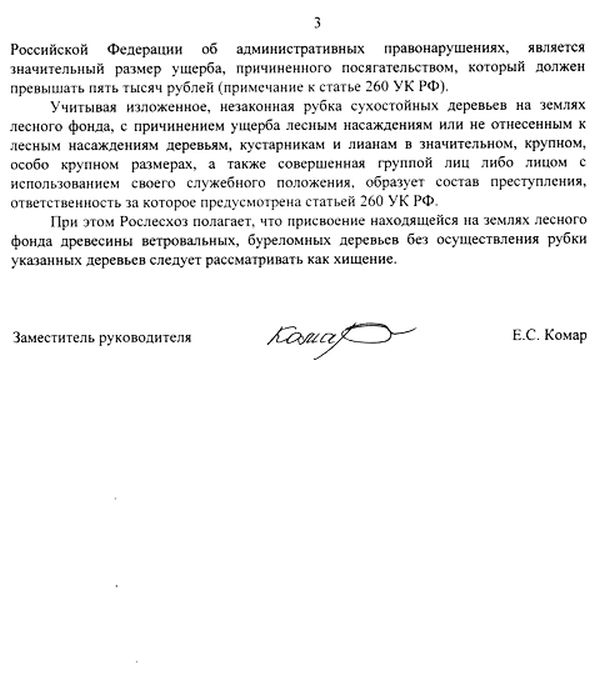 3
Российской Федерации об административных правонарушениях, является
значительный размер ущерба, причиненного посягательством, который должен
превышать пять тысяч рублей (примечание к статье 260 УК РФ).
Учитывая изложенное, незаконная рубка сухостойных деревьев на землях
лесного фонда, с причинением ущерба лесным насаждениям или не отнесенным к
лесным насаждениям деревьям, кустарникам и лианам в значительном, крупном,
особо крупном размерах, а также совершенная группой лиц либо лицом с
использованием своего служебного положения, образует состав преступления,
ответственность за которое предусмотрена статьей 260 УК РФ.
При этом Рослесхоз полагает, что присвоение находящейся на землях лесного
фонда древесины ветровальных, буреломных деревьев без осуществления рубки
указанных деревьев следует рассматривать как хищение.
Заместитель руководителя Комар Е.С. Комар